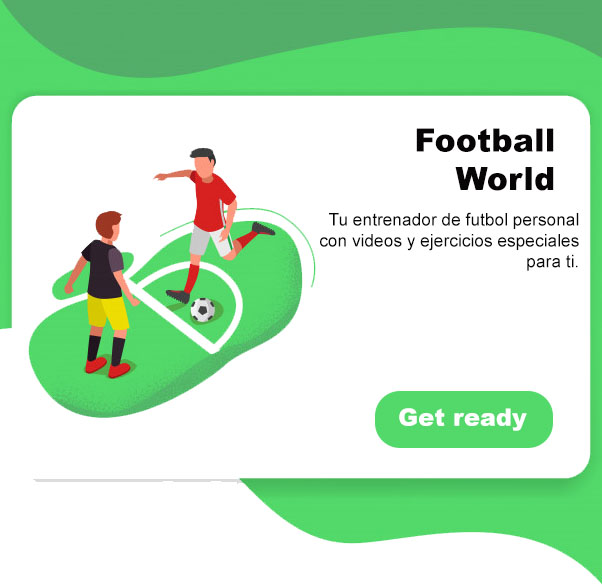 Football
World
Tu entrenador de futbol personal
con videos y ejercicios especiales
para ti.
Get ready